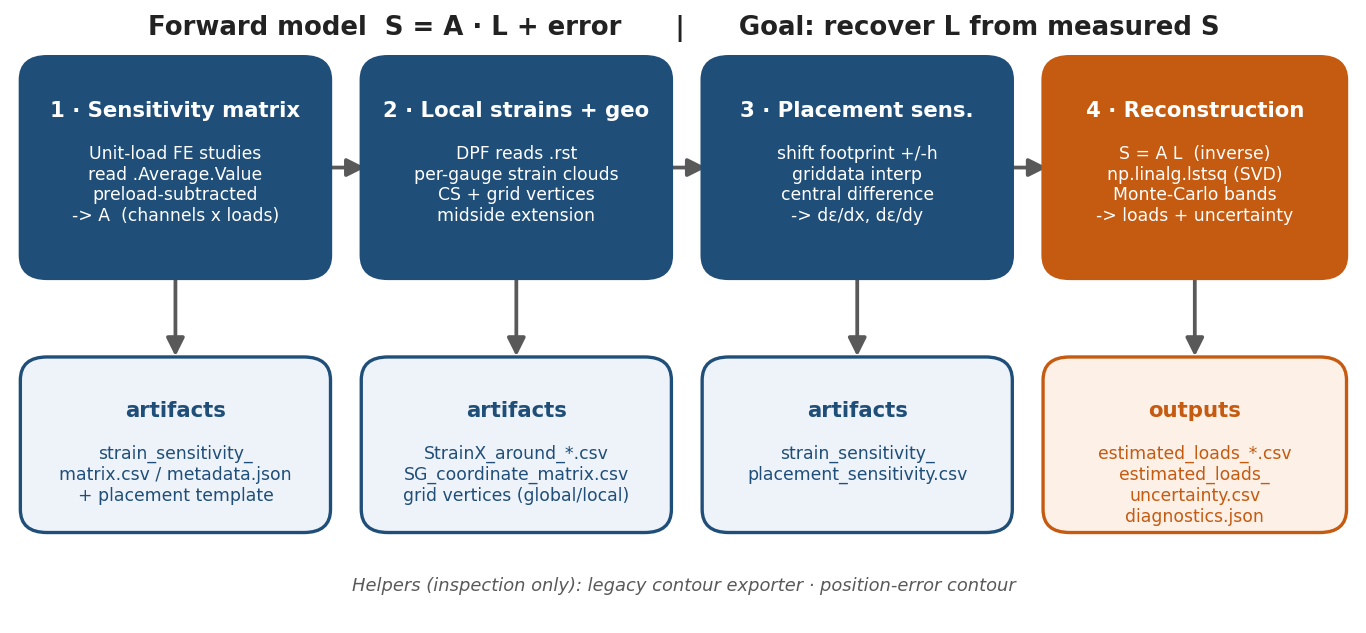 Forward model  S = A · L + error | Goal: recover L from measured S
1 · Sensitivity matrix
Unit-load FE studies
read .Average.Value
preload-subtracted
-> A  (channels x loads)
2 · Local strains + geo
DPF reads .rst
per-gauge strain clouds
CS + grid vertices
midside extension
3 · Placement sens.
shift footprint +/-h
griddata interp
central difference
-> dε/dx, dε/dy
4 · Reconstruction
S = A L  (inverse)
np.linalg.lstsq (SVD)
Monte-Carlo bands
-> loads + uncertainty
artifacts
strain_sensitivity_
matrix.csv / metadata.json
+ placement template
artifacts
StrainX_around_*.csv
SG_coordinate_matrix.csv
grid vertices (global/local)
artifacts
strain_sensitivity_
placement_sensitivity.csv
outputs
estimated_loads_*.csv
estimated_loads_
uncertainty.csv
diagnostics.json
Helpers (inspection only): legacy contour exporter · position-error contour